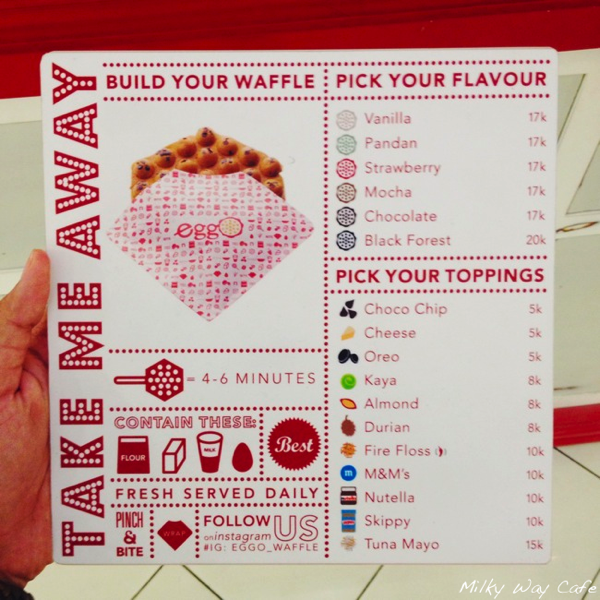 TAKE ME AWAY
BUILD YOUR WAFFLE
eggo
= 4-6 MINUTES
CONTAIN THESE:
FLOUR
MILK
Best
FRESH SERVED DAILY
PINCH
&
BITE
WRAP
FOLLOW US
on instagram
#IG: EGGO_WAFFLE
PICK YOUR FLAVOUR
Vanilla 17k
Pandan 17k
Strawberry 17k
Mocha 17k
Chocolate 17k
Black Forest 20k
PICK YOUR TOPPINGS
Choco Chip 5k
Cheese 5k
Oreo 5k
Kaya 8k
Almond 8k
Durian 8k
Fire Floss 10k
m M&M's 10k
Nutella 10k
Skippy 10k
Tuna Mayo 15k
Milky Way Cafe